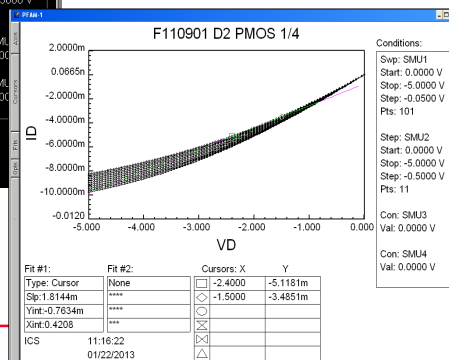 PFAM-1
F110901 D2 PMOS 1/4
2.0000m
0.0665n
-2.0000m
-4.0000m
-6.0000m
-8.0000m
-10.0000m
-0.0120
ID
-5.000 -4.000 -3.000 -2.000 -1.000 0.000
VD
Conditions:
Swp: SMU1
Start: 0.0000 V
Stop: -5.0000 V
Step: -0.0500 V
Pts: 101
Step: SMU2
Start: 0.0000 V
Stop: -5.0000 V
Step: -0.5000 V
Pts: 11
Con: SMU3
Val: 0.0000 V
Con: SMU4
Val: 0.0000 V
Axis
Cursors
Fits
Opts
Fit #1: Fit #2: Cursors: X Y
Type: Cursor None -2.4000 -5.1181m
Slp:1.8144m **** -1.5000 -3.4851m
Yint:-0.7634m ****
Xint:0.4208 ***
ICS 11:16:22
01/22/2013